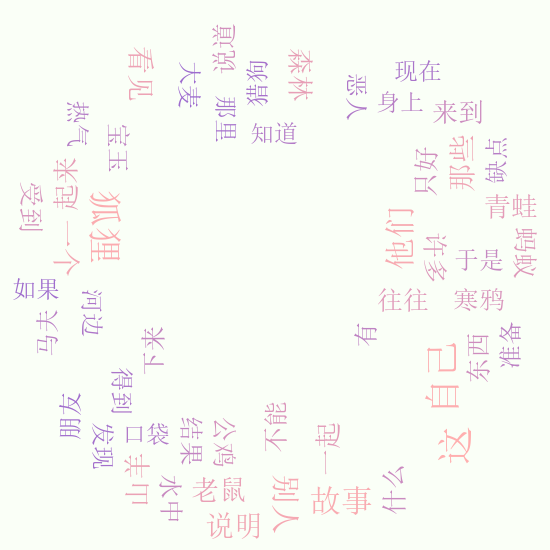 说道
看见
大麦
猎狗
森林
那里
恶人
现在
身上
来到
知道
热气
宝玉
只好
那些
缺点
起来
受到
狐狸
一个
青蛙
他们
许多
于是
蚂蚁
如果
河边
马夫
往往
寒鸦
有
下来
自己
东西
准备
得到
朋友
发现
口袋
结果
公鸡
不能
一起
这
山羊
水中
老鼠
别人
故事
什么
说明